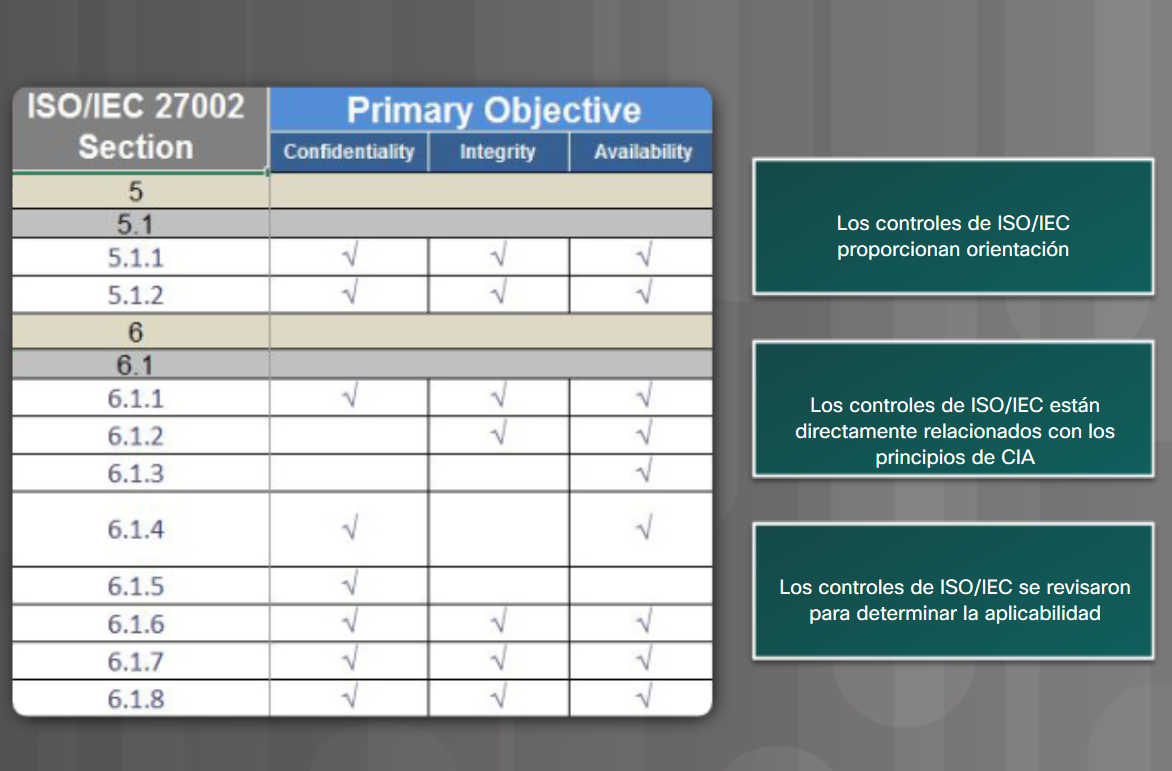 ISO/IEC 27002
Section
Primary Objective
Confidentiality Integrity Availability
5
5.1
5.1.1 √ √ √
5.1.2 √ √ √
6
6.1
6.1.1 √ √ √
6.1.2 √ √
6.1.3 √
6.1.4 √ √
6.1.5 √
6.1.6 √ √ √
6.1.7 √ √ √
6.1.8 √ √ √
Los controles de ISO/IEC
proporcionan orientación
Los controles de ISO/IEC están
directamente relacionados con los
principios de CIA
Los controles de ISO/IEC se revisaron
para determinar la aplicabilidad